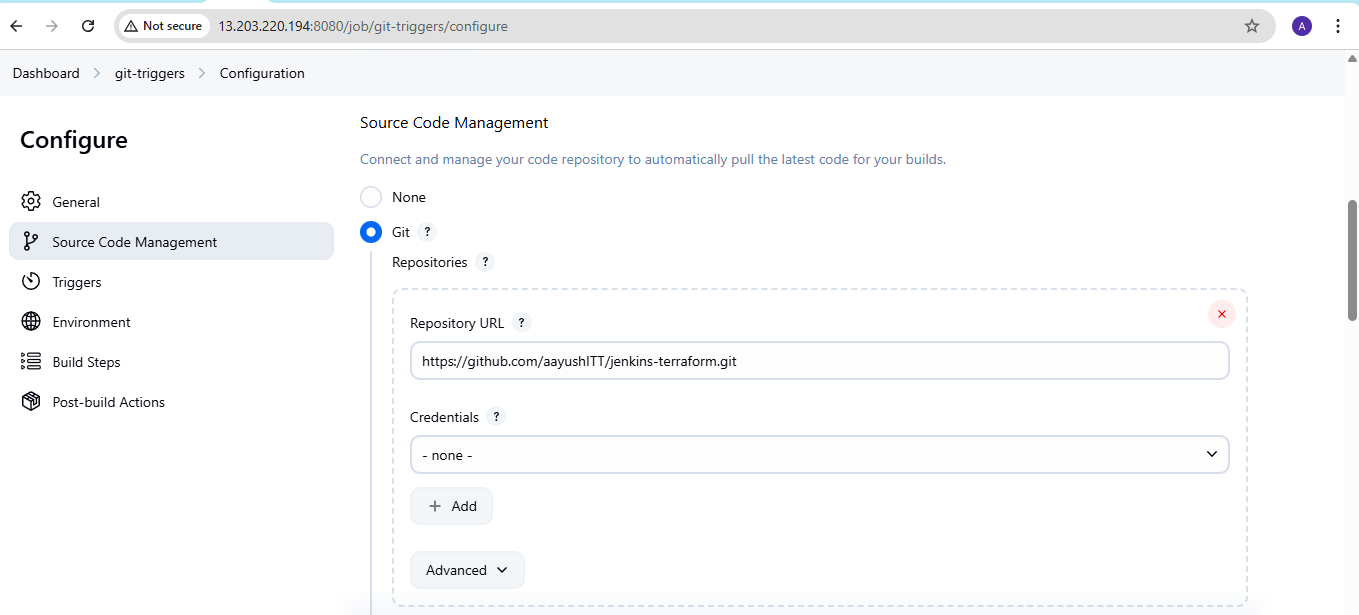 Not secure 13.203.220.194:8080/job/git-triggers/configure A
Dashboard git-triggers Configuration
Configure
General
Source Code Management
Triggers
Environment
Build Steps
Post-build Actions
Source Code Management
Connect and manage your code repository to automatically pull the latest code for your builds.
None
Git ?
Repositories ?
Repository URL ?
https://github.com/aayushITT/jenkins-terraform.git
Credentials ?
- none -
+ Add
Advanced